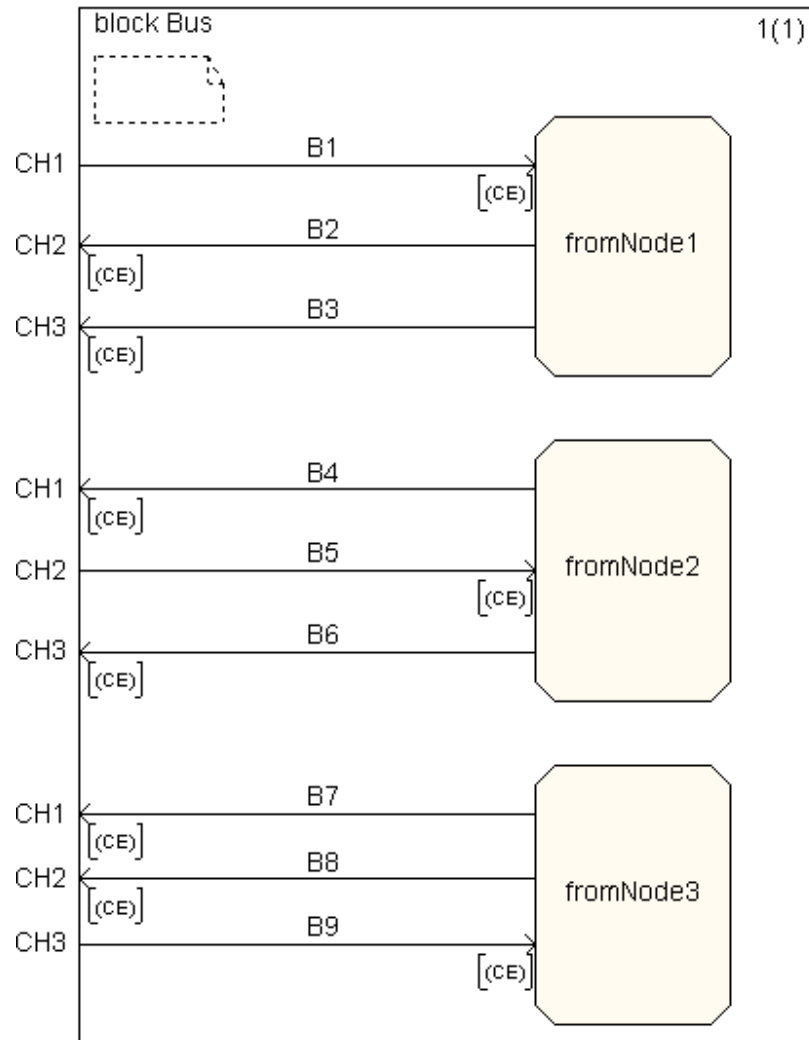 block Bus
1(1)
B1
CH1
[(CE)]
B2
CH2
fromNode1
[(CE)]
B3
CH3
[(CE)]
B4
CH1
[(CE)]
B5
CH2
fromNode2
[(CE)]
B6
CH3
[(CE)]
B7
CH1
[(CE)]
B8
CH2
fromNode3
[(CE)]
B9
CH3
[(CE)]